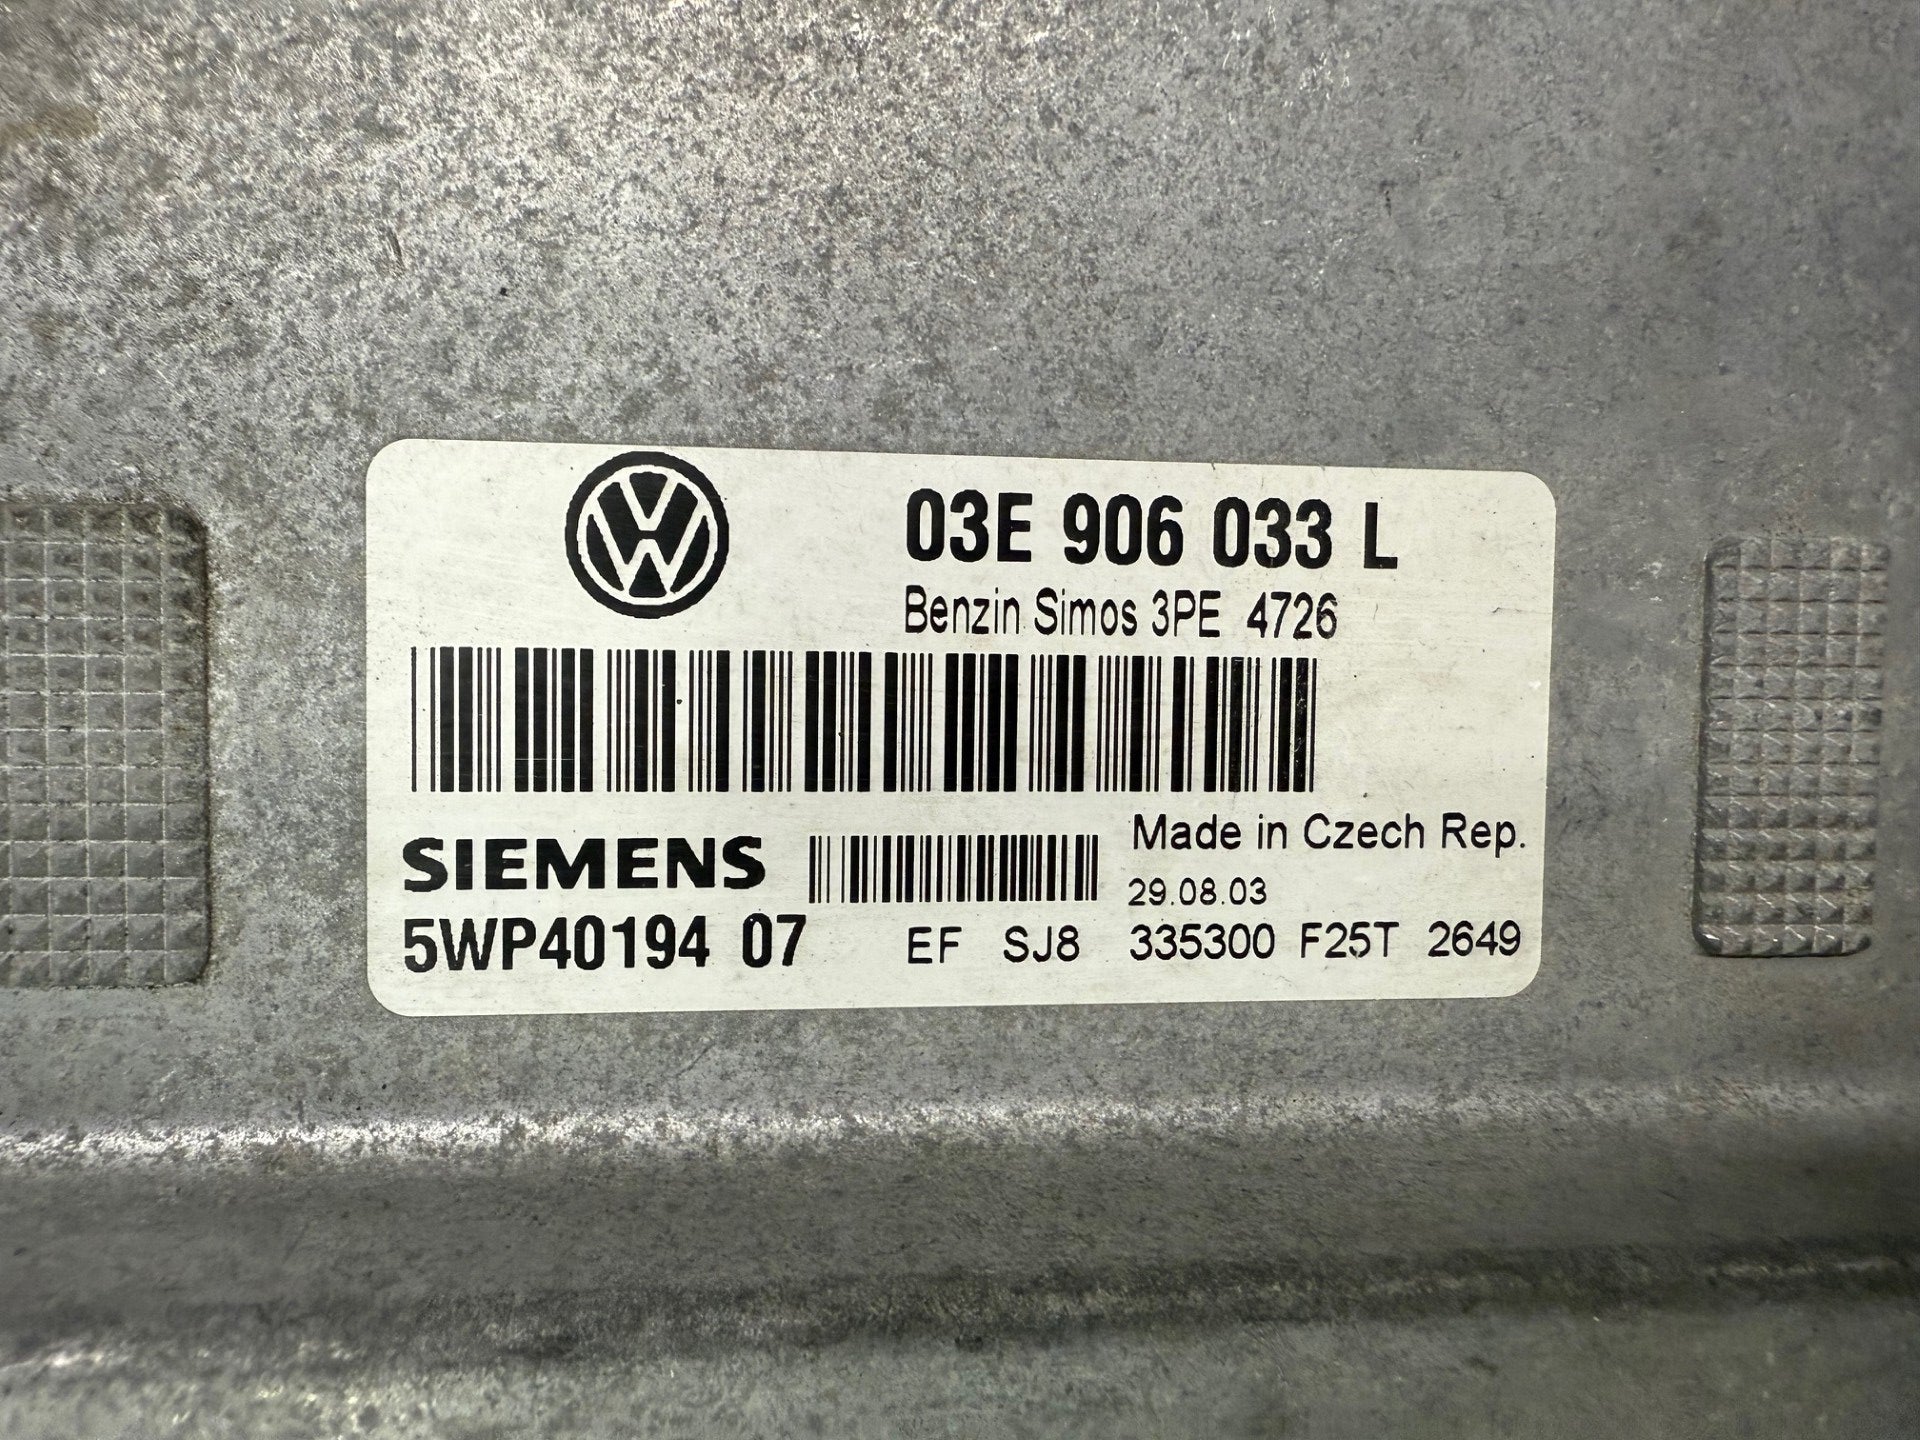 03E 906 033 L
Benzin Simos 3PE 4726
SIEMENS
Made in Czech Rep.
29.08.03
5WP40194 07 EF SJ8 335300 F25T 2649